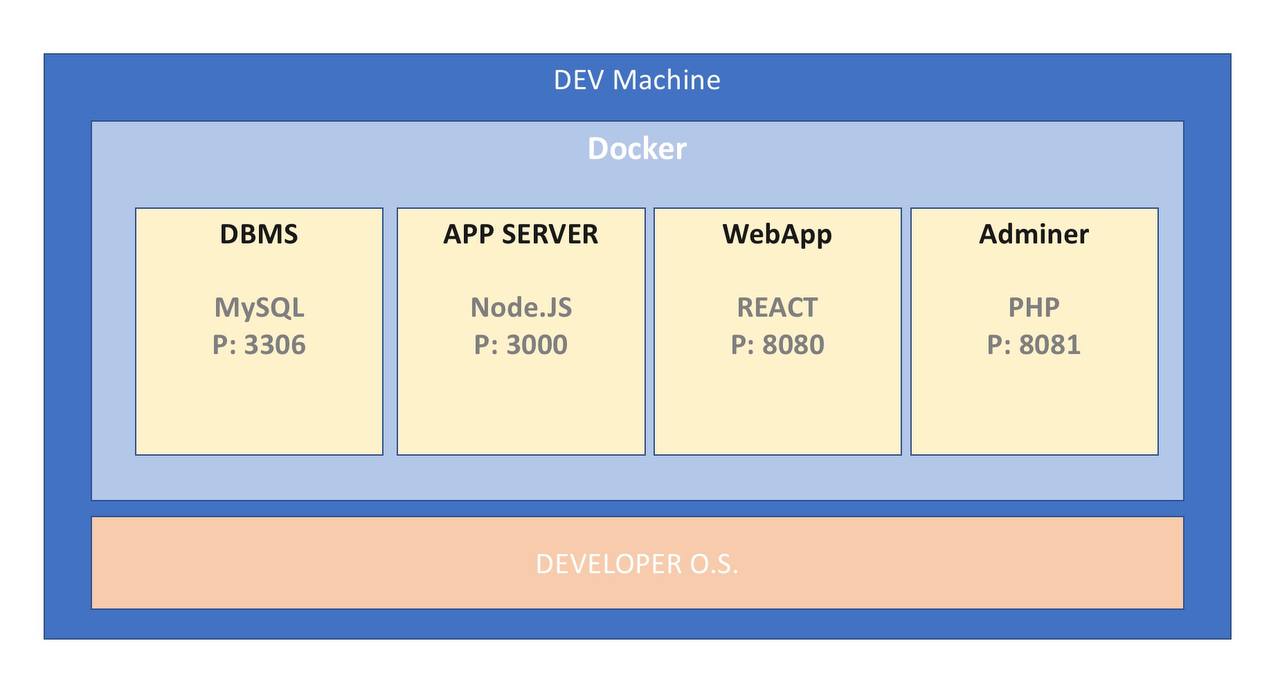 DEV Machine
Docker
DBMS
MySQL
P: 3306
APP SERVER
Node.JS
P: 3000
WebApp
REACT
P: 8080
Adminer
PHP
P: 8081
DEVELOPER O.S.